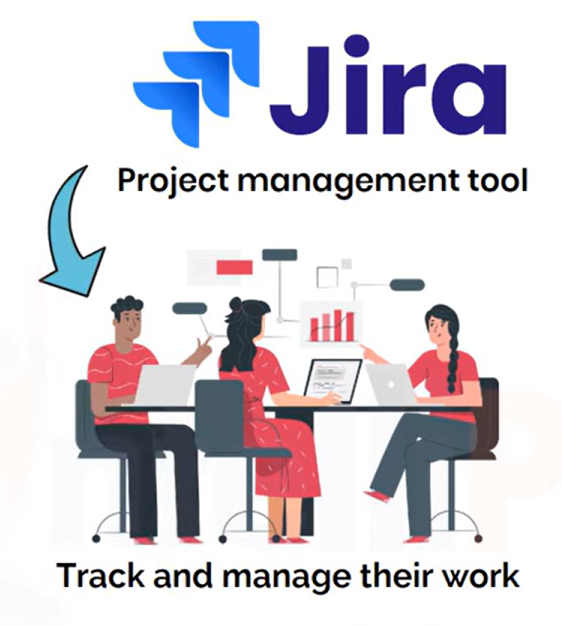 Jira
Project management tool
Track and manage their work